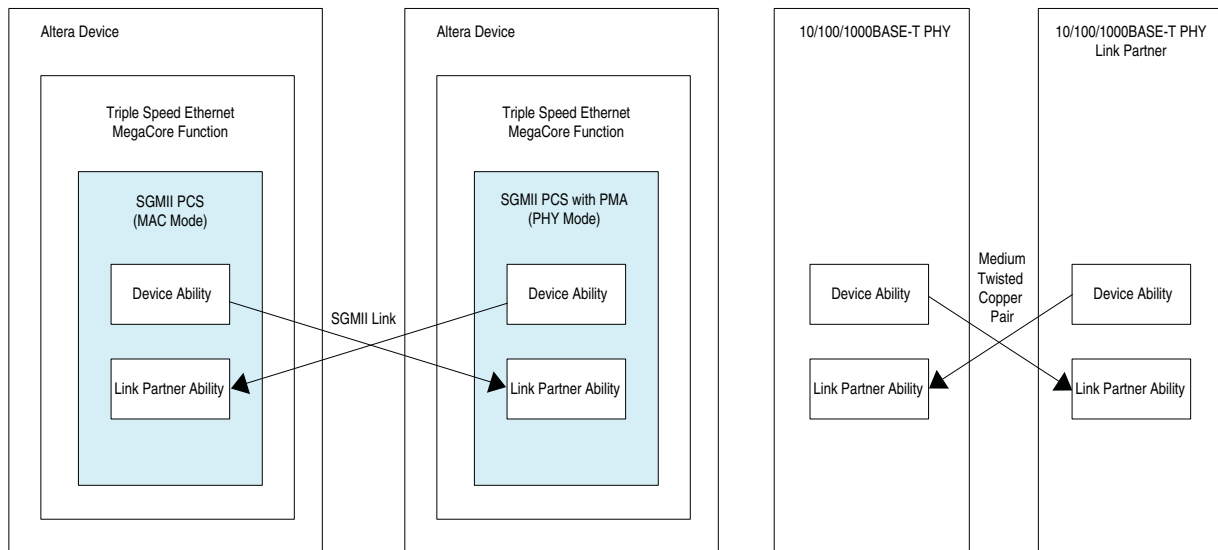 Altera Device
Triple Speed Ethernet
MegaCore Function
SGMII PCS
(MAC Mode)
Device Ability
Link Partner Ability
SGMII Link
Altera Device
Triple Speed Ethernet
MegaCore Function
SGMII PCS with PMA
(PHY Mode)
Device Ability
Link Partner Ability
10/100/1000BASE-T PHY
Device Ability
Link Partner Ability
Medium
Twisted
Copper
Pair
10/100/1000BASE-T PHY
Link Partner
Device Ability
Link Partner Ability